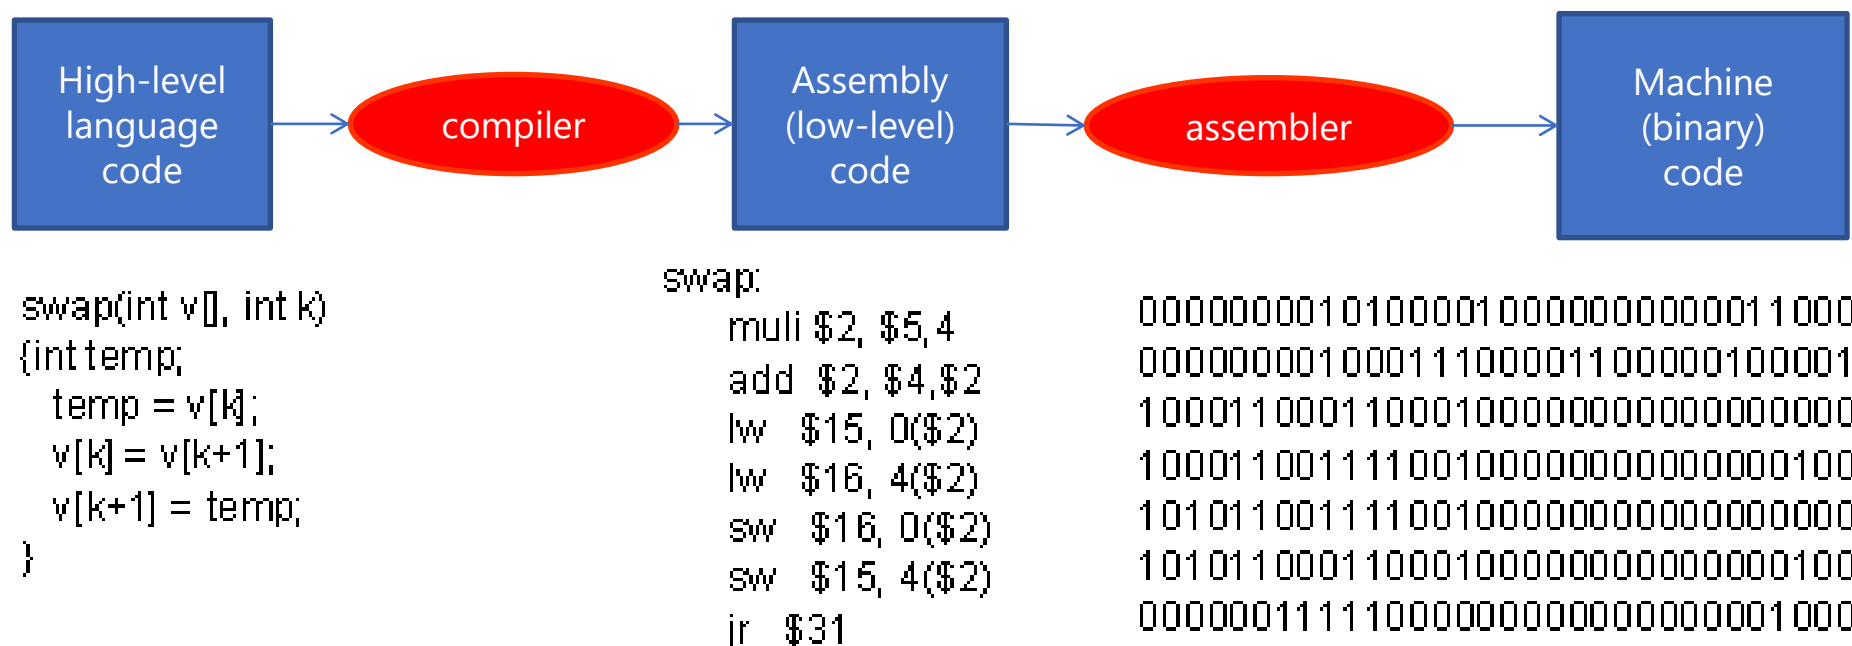 High-level
language
code
compiler
Assembly
(low-level)
code
assembler
Machine
(binary)
code
swap(int v[], int k)
{int temp;
temp = v[k];
v[k] = v[k+1];
v[k+1] = temp;
}
swap:
muli $2, $5,4
add $2, $4,$2
lw $15, 0($2)
lw $16, 4($2)
sw $16, 0($2)
sw $15, 4($2)
jr $31
00000000101000010000000000011000
00000000100011100001100000100001
10001100011000100000000000000000
10001100111100100000000000000100
10101100111100100000000000000000
10101100011000100000000000000100
00000011111000000000000000001000